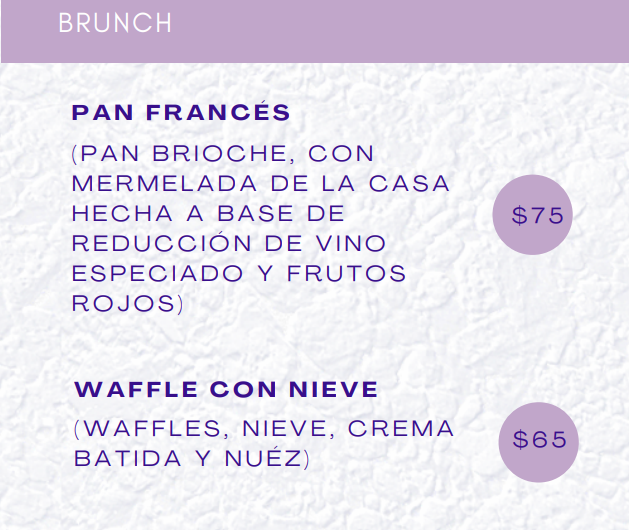 BRUNCH
PAN FRANCÉS
(PAN BRIOCHE, CON
MERMELADA DE LA CASA
HECHA A BASE DE
REDUCCIÓN DE VINO
ESPECIADO Y FRUTOS
ROJOS)
$75
WAFFLE CON NIEVE
(WAFFLES, NIEVE, CREMA
BATIDA Y NUÉZ)
$65